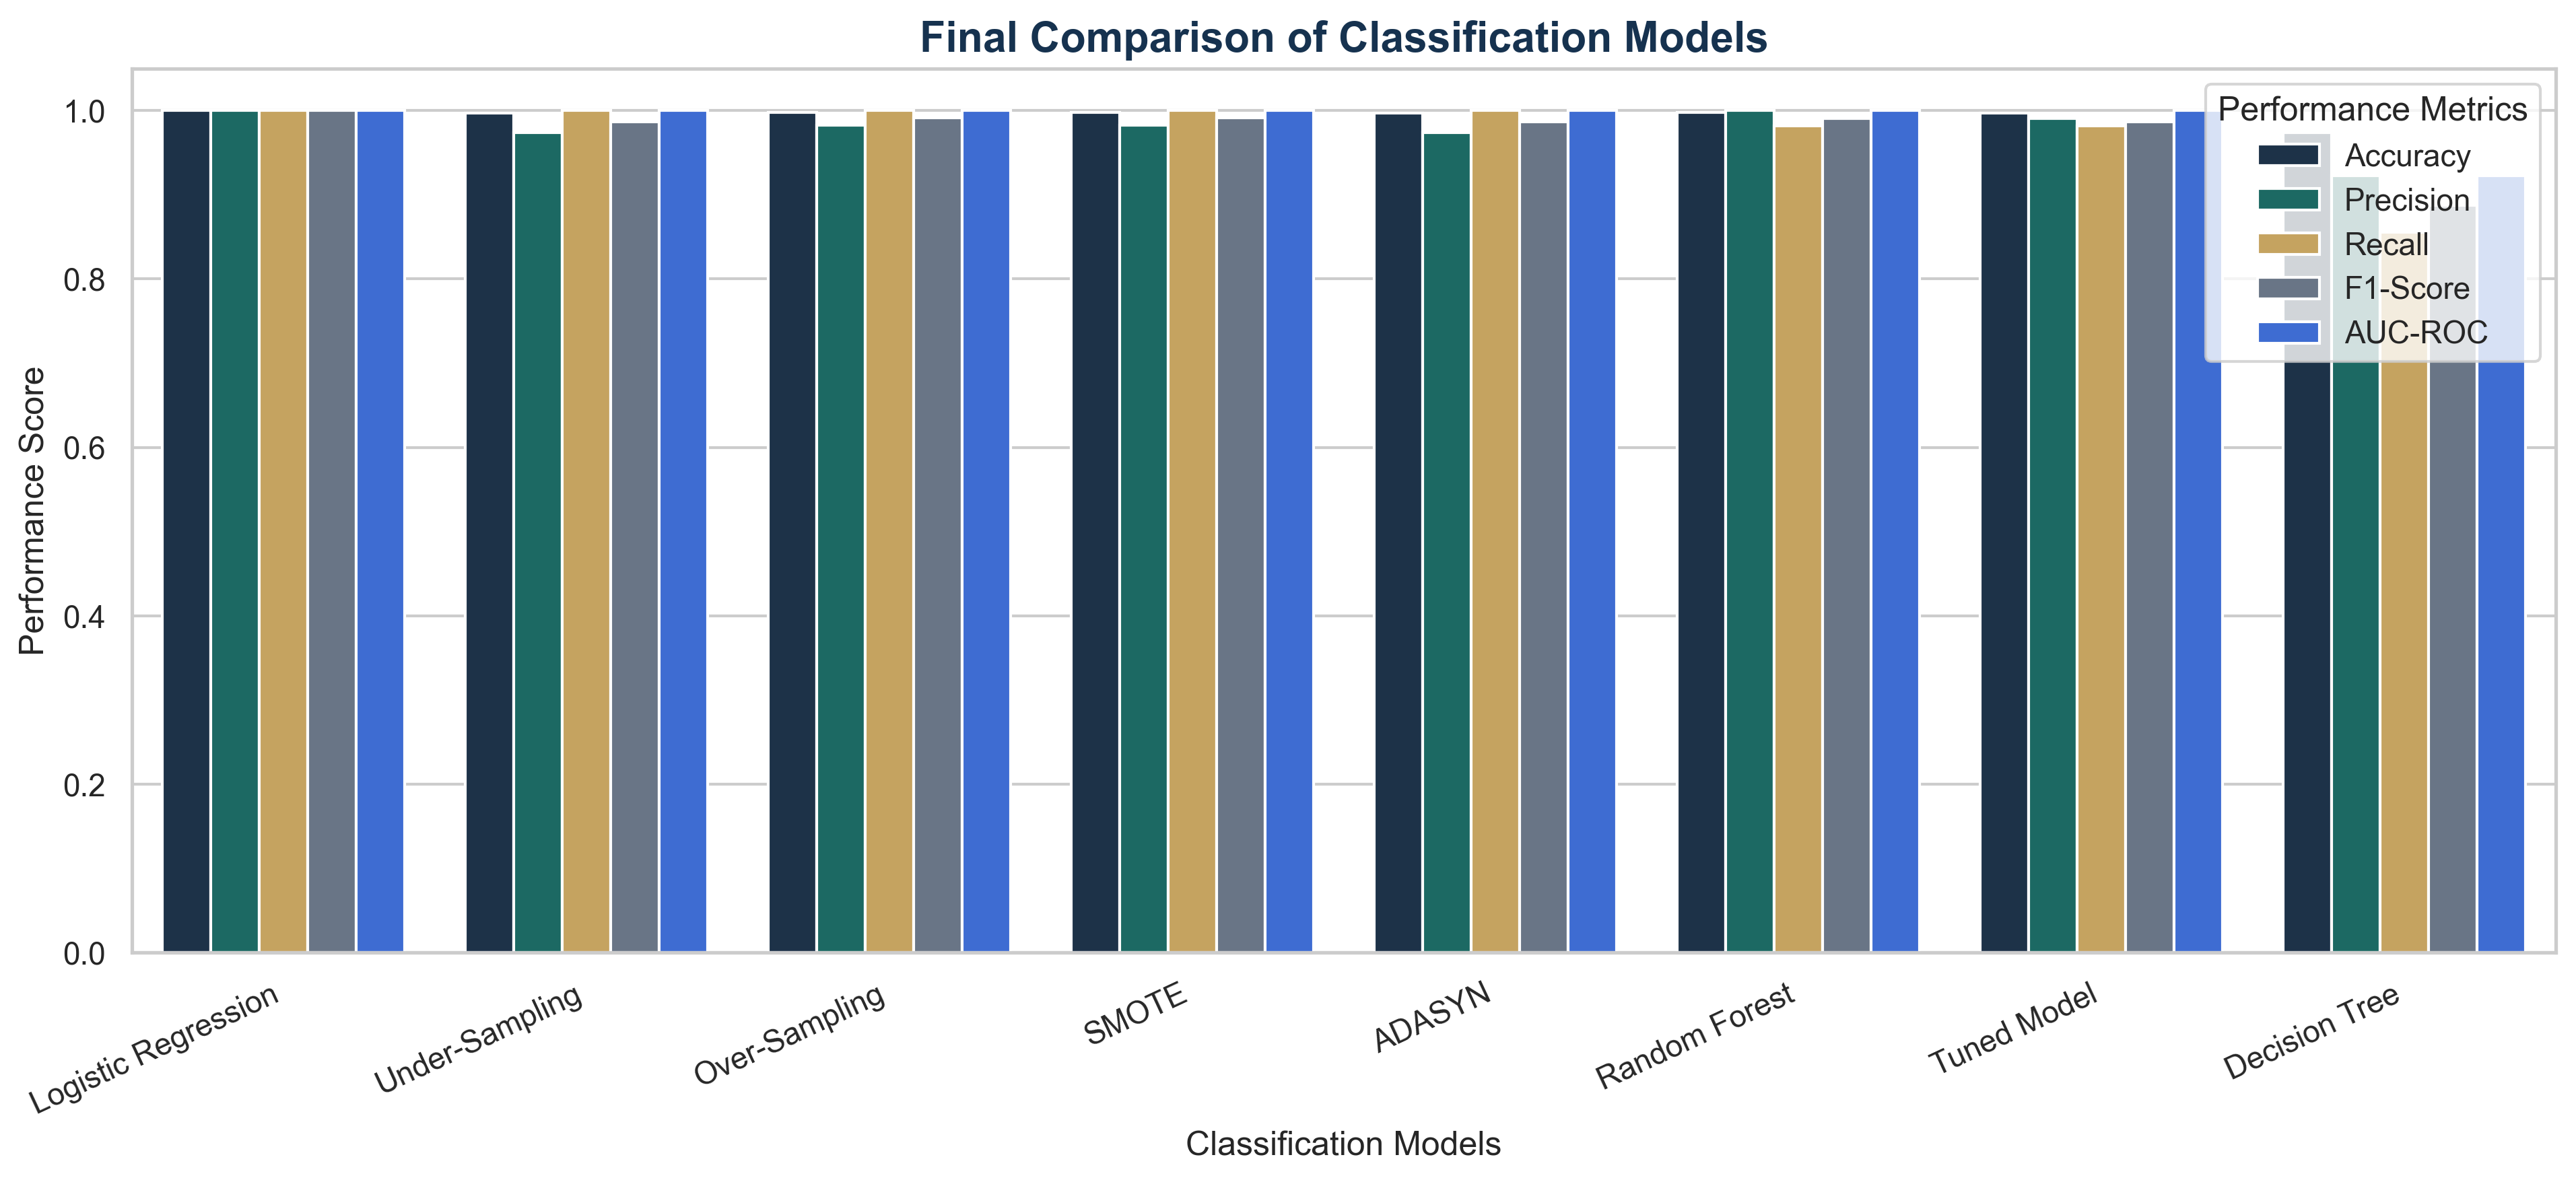 Final Comparison of Classification Models
Performance Score
1.0
0.8
0.6
0.4
0.2
0.0
Performance Metrics
Accuracy
Precision
Recall
F1-Score
AUC-ROC
Logistic Regression
Under-Sampling
Over-Sampling
SMOTE
ADASYN
Random Forest
Tuned Model
Decision Tree
Classification Models